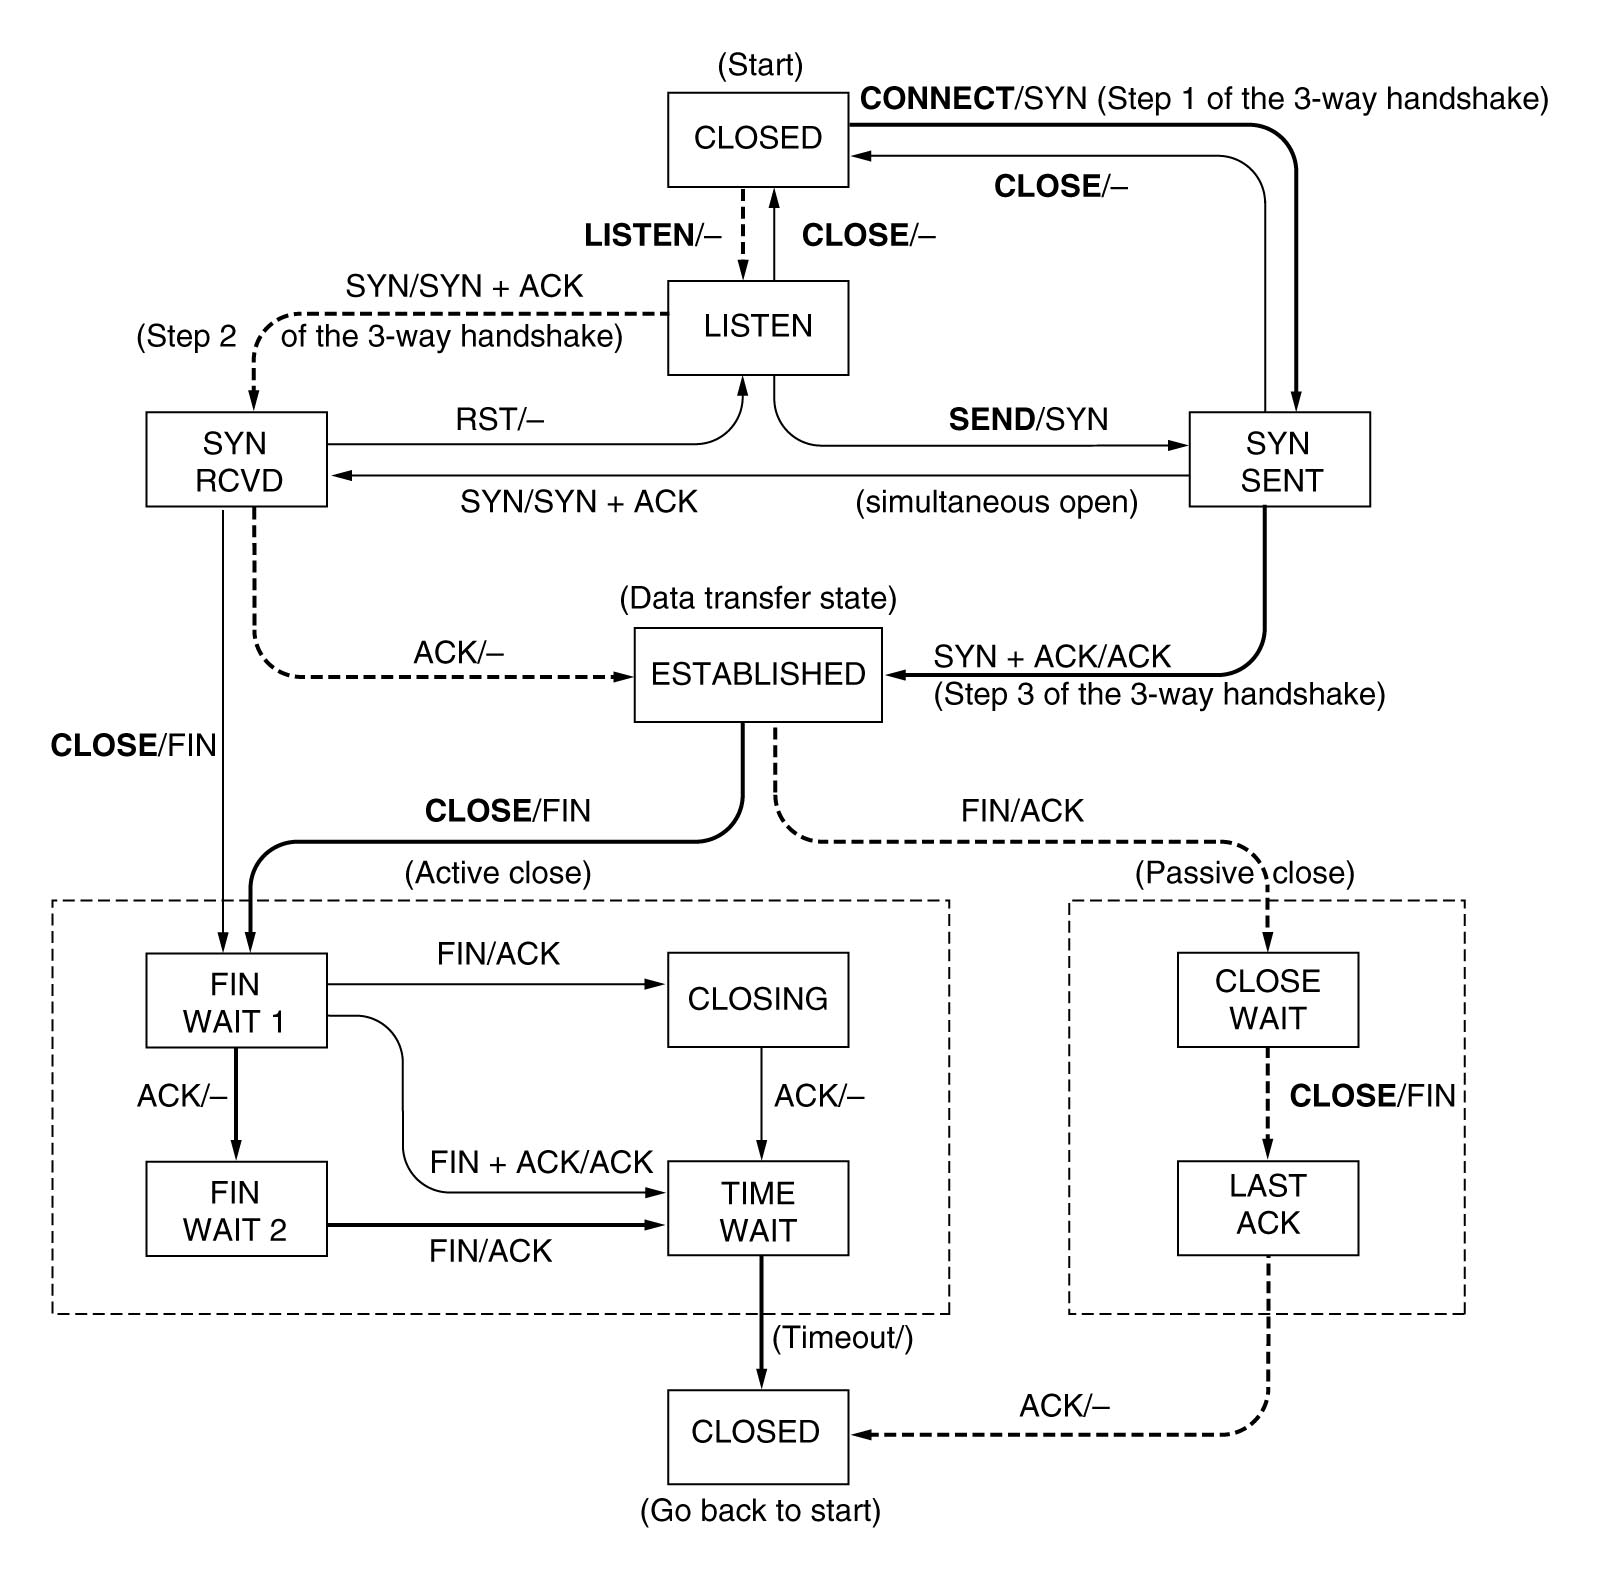 (Start)
CLOSED
CONNECT/SYN (Step 1 of the 3-way handshake)
CLOSE/–
LISTEN/–
CLOSE/–
SYN/SYN + ACK
(Step 2 of the 3-way handshake)
LISTEN
RST/–
SEND/SYN
SYN
RCVD
SYN
SENT
SYN/SYN + ACK
(simultaneous open)
(Data transfer state)
ACK/–
ESTABLISHED
SYN + ACK/ACK
(Step 3 of the 3-way handshake)
CLOSE/FIN
CLOSE/FIN
FIN/ACK
(Active close)
(Passive close)
FIN
WAIT 1
FIN/ACK
CLOSING
CLOSE
WAIT
ACK/–
ACK/–
CLOSE/FIN
FIN + ACK/ACK
FIN
WAIT 2
TIME
WAIT
LAST
ACK
FIN/ACK
(Timeout/)
ACK/–
CLOSED
(Go back to start)